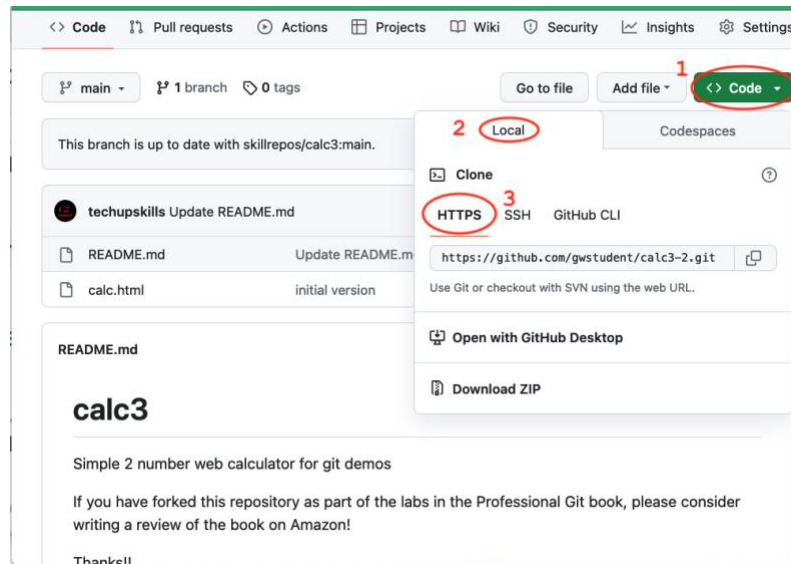 <> Code Pull requests Actions Projects Wiki Security Insights Settings
1
main 1 branch 0 tags Go to file Add file <> Code
2 Local Codespaces
This branch is up to date with skillrepos/calc3:main.
Clone
3
techupskills Update README.md
HTTPS SSH GitHub CLI
README.md Update README.m
https://github.com/gwstudent/calc3-2.git
calc.html initial version
Use Git or checkout with SVN using the web URL.
Open with GitHub Desktop
README.md
Download ZIP
calc3
Simple 2 number web calculator for git demos
If you have forked this repository as part of the labs in the Professional Git book, please consider
writing a review of the book on Amazon!
Thanks!!